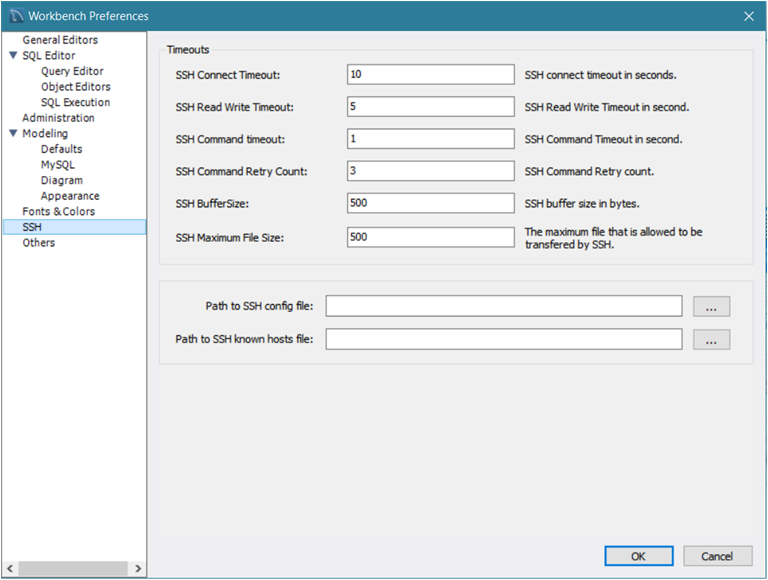 Workbench Preferences
General Editors
SQL Editor
Query Editor
Object Editors
SQL Execution
Administration
Modeling
Defaults
MySQL
Diagram
Appearance
Fonts & Colors
SSH
Others
Timeouts
SSH Connect Timeout: 10 SSH connect timeout in seconds.
SSH Read Write Timeout: 5 SSH Read Write Timeout in second.
SSH Command timeout: 1 SSH Command Timeout in second.
SSH Command Retry Count: 3 SSH Command Retry count.
SSH BufferSize: 500 SSH buffer size in bytes.
SSH Maximum File Size: 500 The maximum file that is allowed to be
transfered by SSH.
Path to SSH config file: ...
Path to SSH known hosts file: ...
OK Cancel